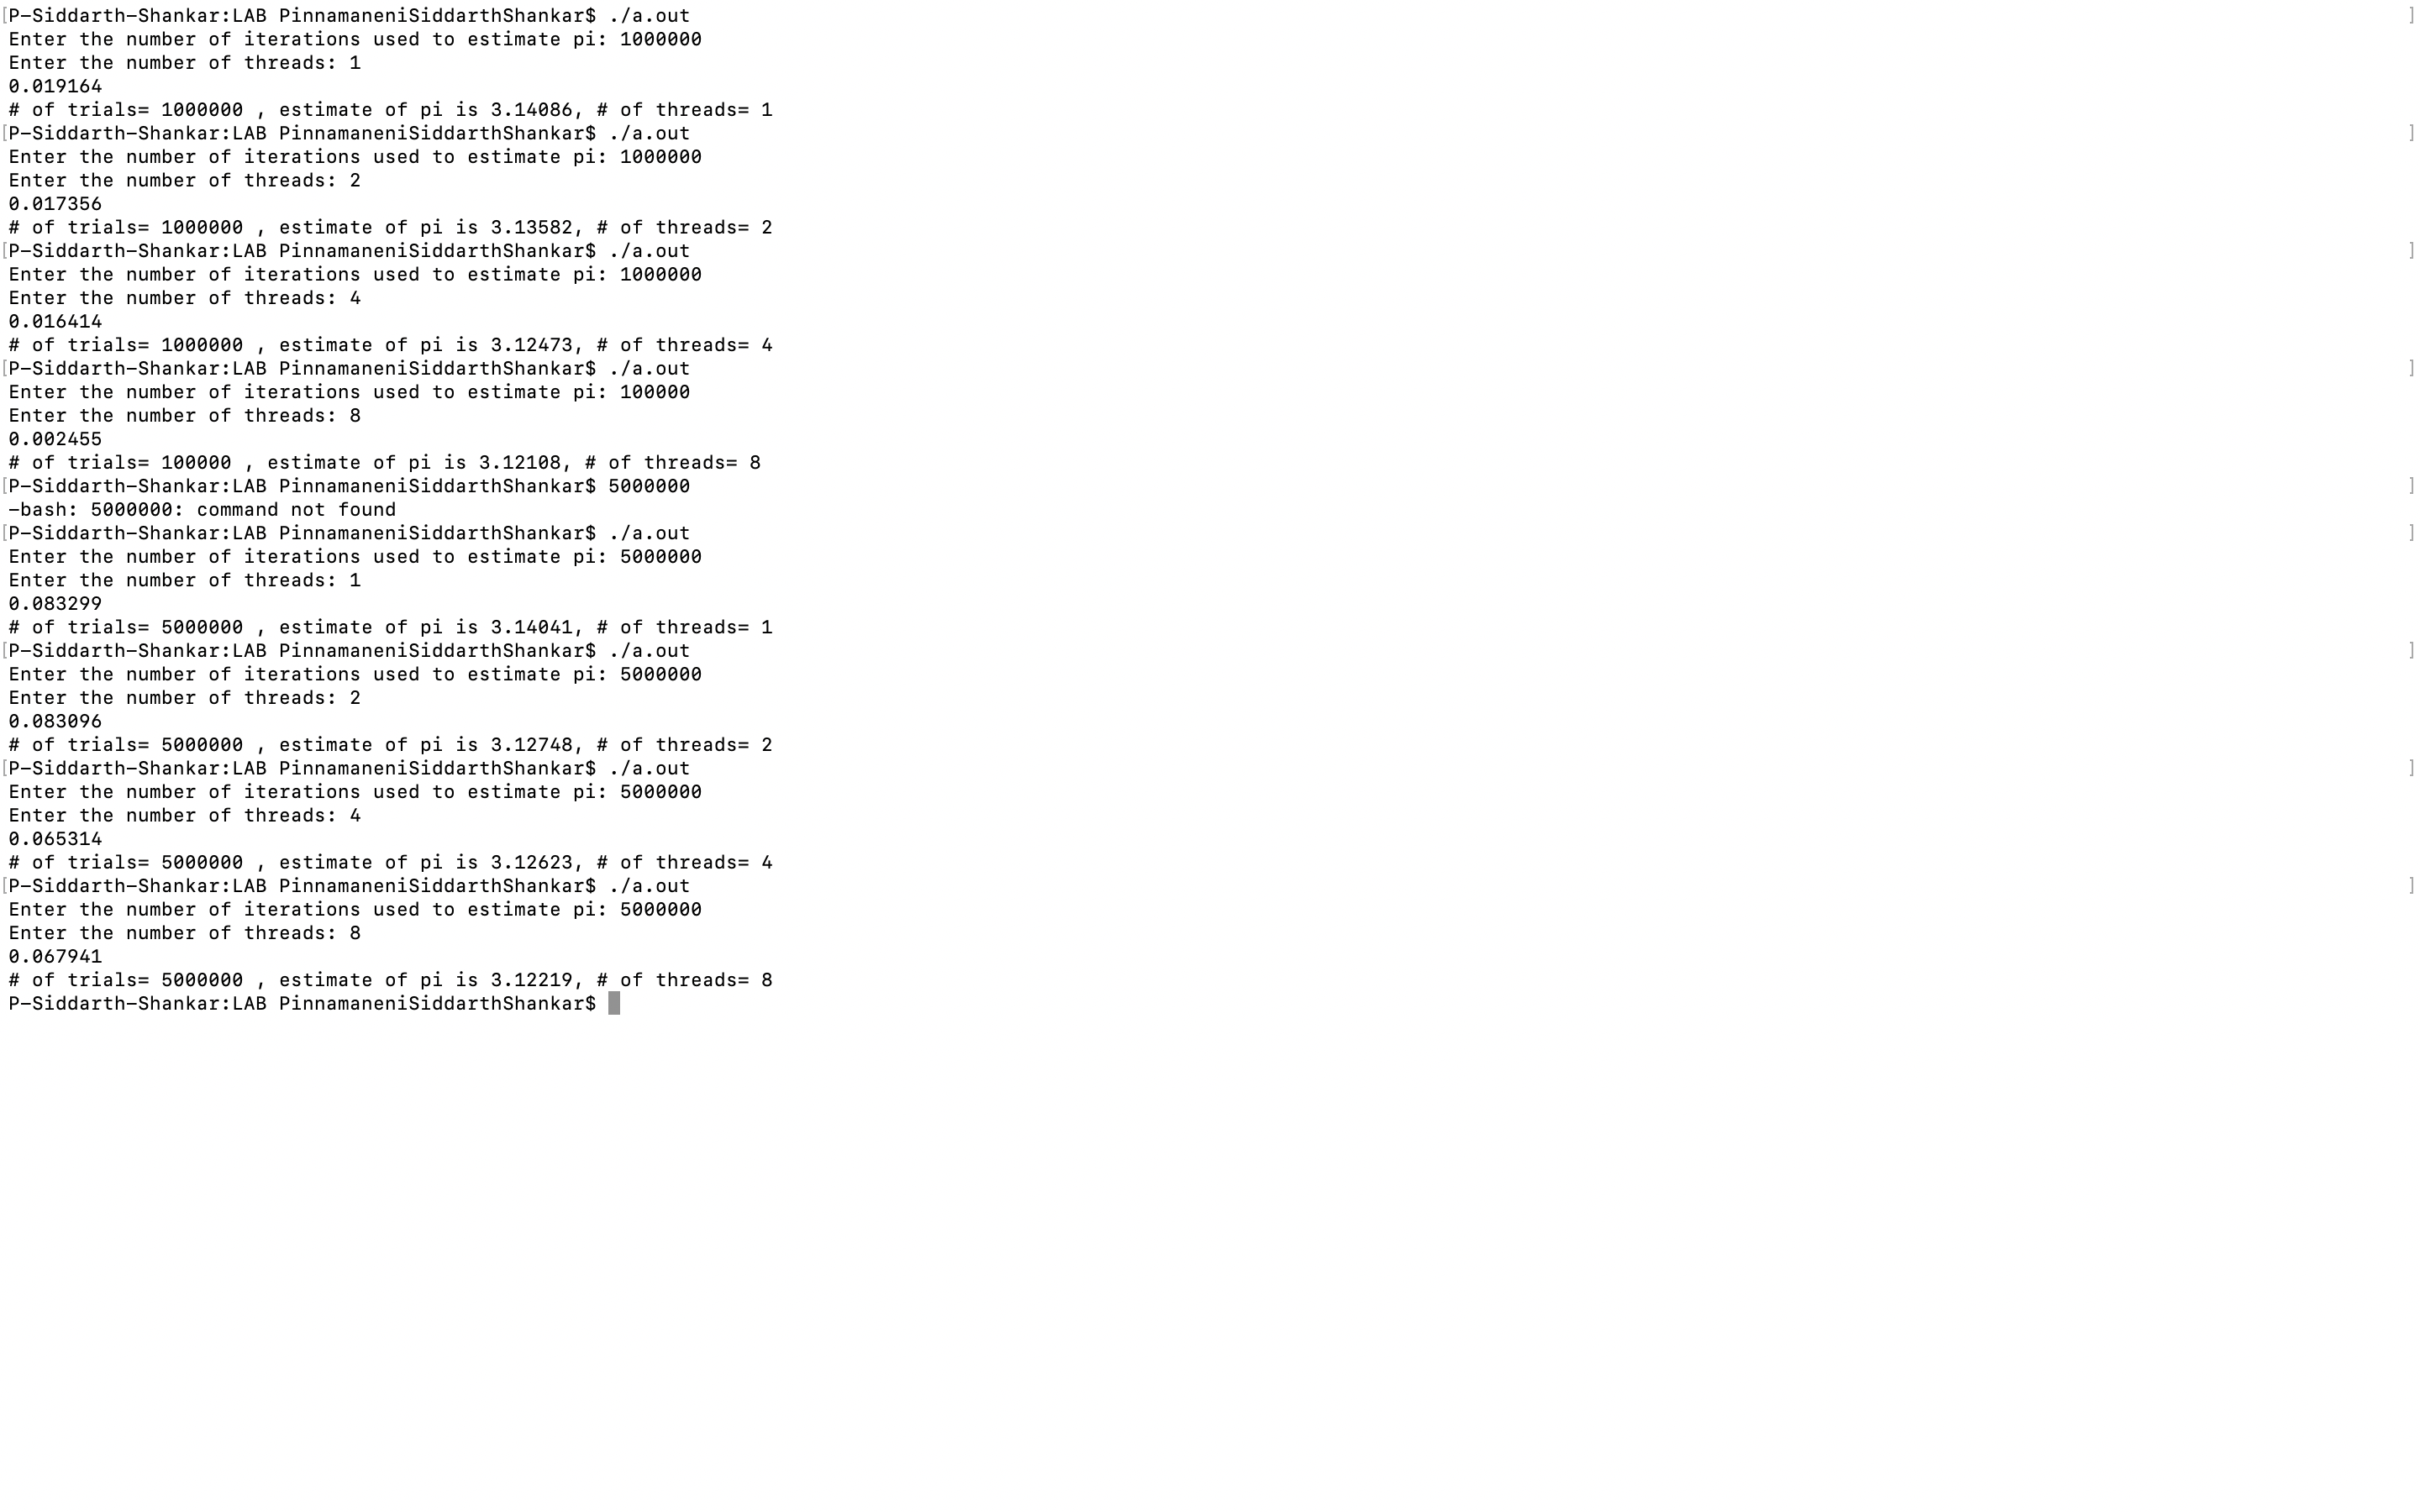 [P-Siddarth-Shankar:LAB PinnamaneniSiddarthShankar$ ./a.out ]
Enter the number of iterations used to estimate pi: 1000000
Enter the number of threads: 1
0.019164
# of trials= 1000000 , estimate of pi is 3.14086, # of threads= 1
[P-Siddarth-Shankar:LAB PinnamaneniSiddarthShankar$ ./a.out ]
Enter the number of iterations used to estimate pi: 1000000
Enter the number of threads: 2
0.017356
# of trials= 1000000 , estimate of pi is 3.13582, # of threads= 2
[P-Siddarth-Shankar:LAB PinnamaneniSiddarthShankar$ ./a.out ]
Enter the number of iterations used to estimate pi: 1000000
Enter the number of threads: 4
0.016414
# of trials= 1000000 , estimate of pi is 3.12473, # of threads= 4
[P-Siddarth-Shankar:LAB PinnamaneniSiddarthShankar$ ./a.out ]
Enter the number of iterations used to estimate pi: 100000
Enter the number of threads: 8
0.002455
# of trials= 100000 , estimate of pi is 3.12108, # of threads= 8
[P-Siddarth-Shankar:LAB PinnamaneniSiddarthShankar$ 5000000 ]
-bash: 5000000: command not found
[P-Siddarth-Shankar:LAB PinnamaneniSiddarthShankar$ ./a.out ]
Enter the number of iterations used to estimate pi: 5000000
Enter the number of threads: 1
0.083299
# of trials= 5000000 , estimate of pi is 3.14041, # of threads= 1
[P-Siddarth-Shankar:LAB PinnamaneniSiddarthShankar$ ./a.out ]
Enter the number of iterations used to estimate pi: 5000000
Enter the number of threads: 2
0.083096
# of trials= 5000000 , estimate of pi is 3.12748, # of threads= 2
[P-Siddarth-Shankar:LAB PinnamaneniSiddarthShankar$ ./a.out ]
Enter the number of iterations used to estimate pi: 5000000
Enter the number of threads: 4
0.065314
# of trials= 5000000 , estimate of pi is 3.12623, # of threads= 4
[P-Siddarth-Shankar:LAB PinnamaneniSiddarthShankar$ ./a.out ]
Enter the number of iterations used to estimate pi: 5000000
Enter the number of threads: 8
0.067941
# of trials= 5000000 , estimate of pi is 3.12219, # of threads= 8
P-Siddarth-Shankar:LAB PinnamaneniSiddarthShankar$